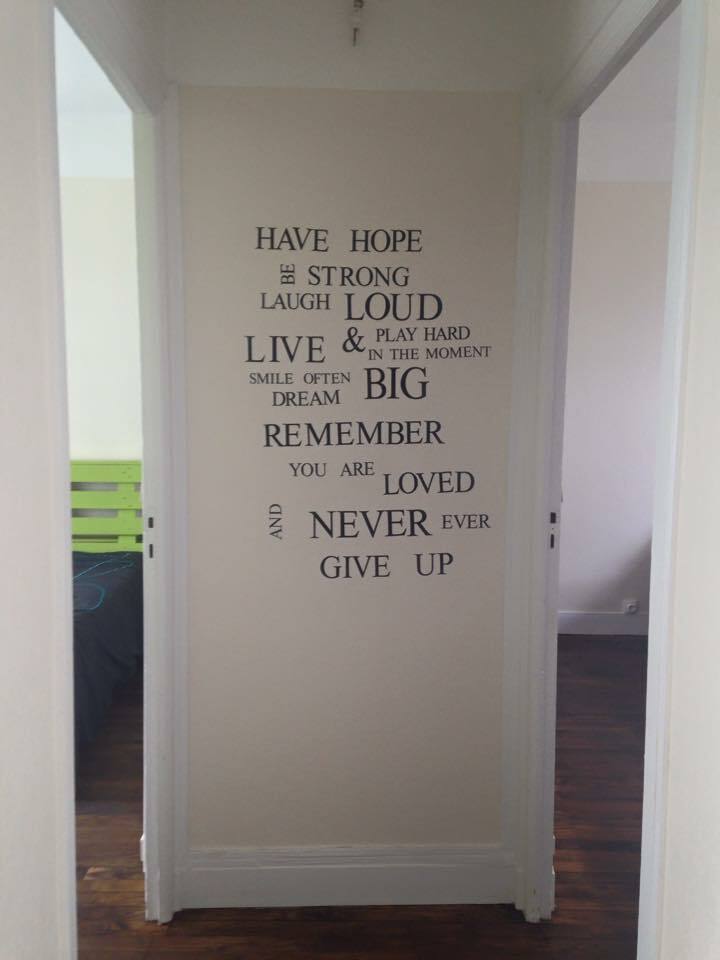 HAVE HOPE
BE STRONG
LAUGH LOUD
LIVE & PLAY HARD
IN THE MOMENT
SMILE OFTEN
DREAM BIG
REMEMBER
YOU ARE
LOVED
AND NEVER EVER
GIVE UP